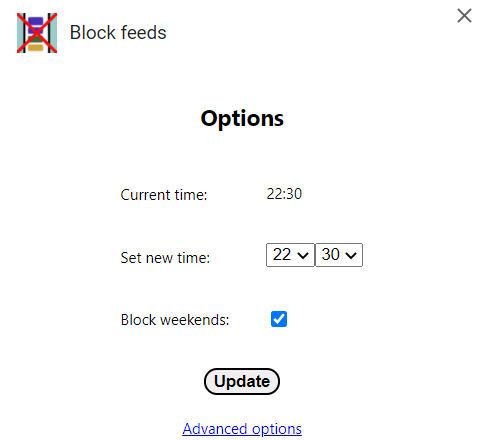 Block feeds
Options
Current time: 22:30
Set new time: 22 30
Block weekends:
Update
Advanced options